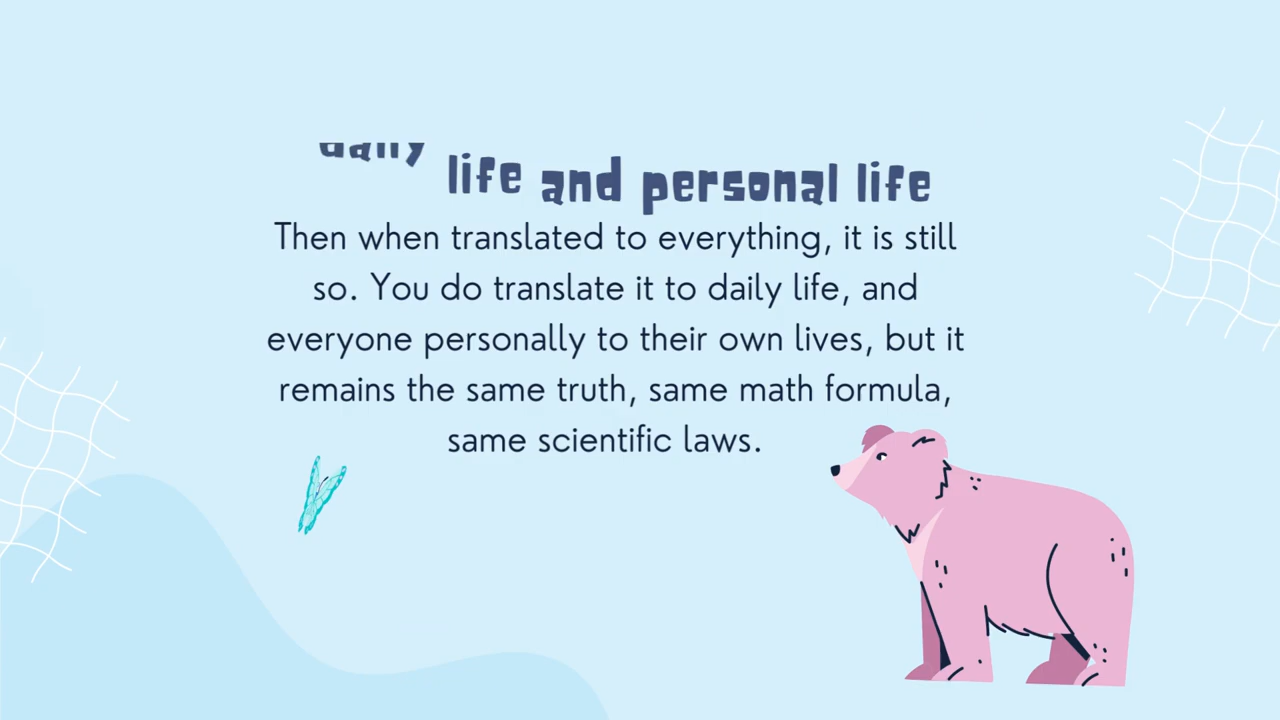 daily life and personal life
Then when translated to everything, it is still
so. You do translate it to daily life, and
everyone personally to their own lives, but it
remains the same truth, same math formula,
same scientific laws.